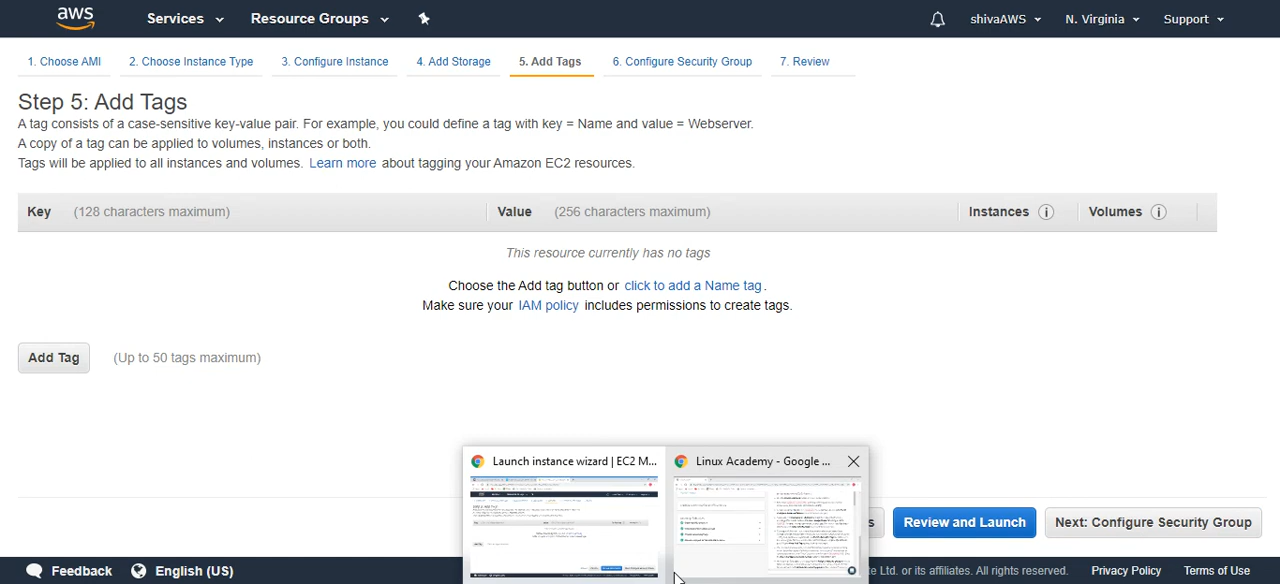 aws Services Resource Groups shivaAWS N. Virginia Support
1. Choose AMI 2. Choose Instance Type 3. Configure Instance 4. Add Storage 5. Add Tags 6. Configure Security Group 7. Review
Step 5: Add Tags
A tag consists of a case-sensitive key-value pair. For example, you could define a tag with key = Name and value = Webserver.
A copy of a tag can be applied to volumes, instances or both.
Tags will be applied to all instances and volumes. Learn more about tagging your Amazon EC2 resources.
Key (128 characters maximum) Value (256 characters maximum) Instances Volumes
This resource currently has no tags
Choose the Add tag button or click to add a Name tag.
Make sure your IAM policy includes permissions to create tags.
Add Tag (Up to 50 tags maximum)
Launch instance wizard | EC2 M... Linux Academy - Google ...
Review and Launch Next: Configure Security Group
English (US) Ltd. or its affiliates. All rights reserved. Privacy Policy Terms of Use